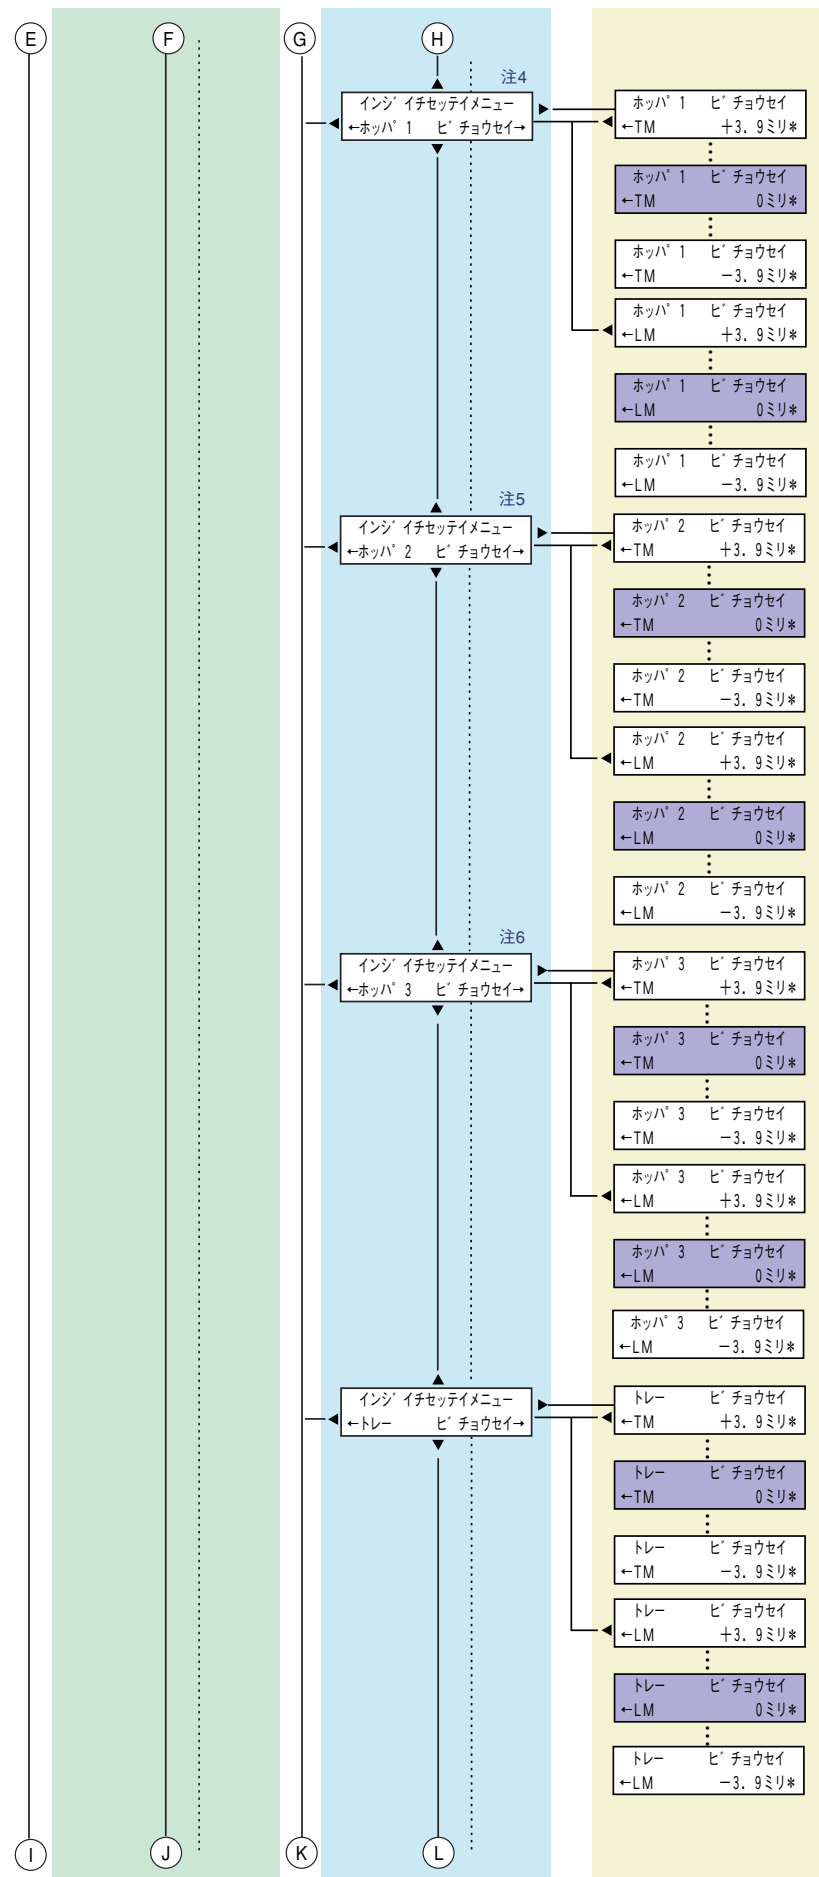 E F G H
注4
インジイチセッテイメニュー
←ホッパ1 ビチョウセイ→
ホッパ1 ビチョウセイ
←TM +3.9ミリ*
ホッパ1 ビチョウセイ
←TM 0ミリ*
ホッパ1 ビチョウセイ
←TM −3.9ミリ*
ホッパ1 ビチョウセイ
←LM +3.9ミリ*
ホッパ1 ビチョウセイ
←LM 0ミリ*
ホッパ1 ビチョウセイ
←LM −3.9ミリ*
注5
インジイチセッテイメニュー
←ホッパ2 ビチョウセイ→
ホッパ2 ビチョウセイ
←TM +3.9ミリ*
ホッパ2 ビチョウセイ
←TM 0ミリ*
ホッパ2 ビチョウセイ
←TM −3.9ミリ*
ホッパ2 ビチョウセイ
←LM +3.9ミリ*
ホッパ2 ビチョウセイ
←LM 0ミリ*
ホッパ2 ビチョウセイ
←LM −3.9ミリ*
注6
インジイチセッテイメニュー
←ホッパ3 ビチョウセイ→
ホッパ3 ビチョウセイ
←TM +3.9ミリ*
ホッパ3 ビチョウセイ
←TM 0ミリ*
ホッパ3 ビチョウセイ
←TM −3.9ミリ*
ホッパ3 ビチョウセイ
←LM +3.9ミリ*
ホッパ3 ビチョウセイ
←LM 0ミリ*
ホッパ3 ビチョウセイ
←LM −3.9ミリ*
インジイチセッテイメニュー
←トレー ビチョウセイ→
トレー ビチョウセイ
←TM +3.9ミリ*
トレー ビチョウセイ
←TM 0ミリ*
トレー ビチョウセイ
←TM −3.9ミリ*
トレー ビチョウセイ
←LM +3.9ミリ*
トレー ビチョウセイ
←LM 0ミリ*
トレー ビチョウセイ
←LM −3.9ミリ*
I J K L